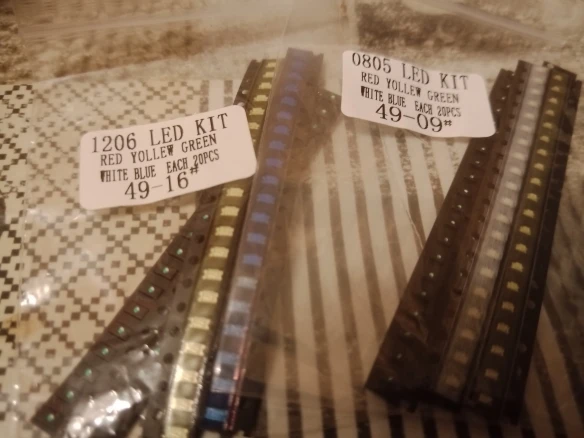 1206 LED KIT
RED YOLLEW GREEN
WHITE BLUE EACH 20PCS
49-16#
0805 LED KIT
RED YOLLEW GREEN
WHITE BLUE EACH 20PCS
49-09#